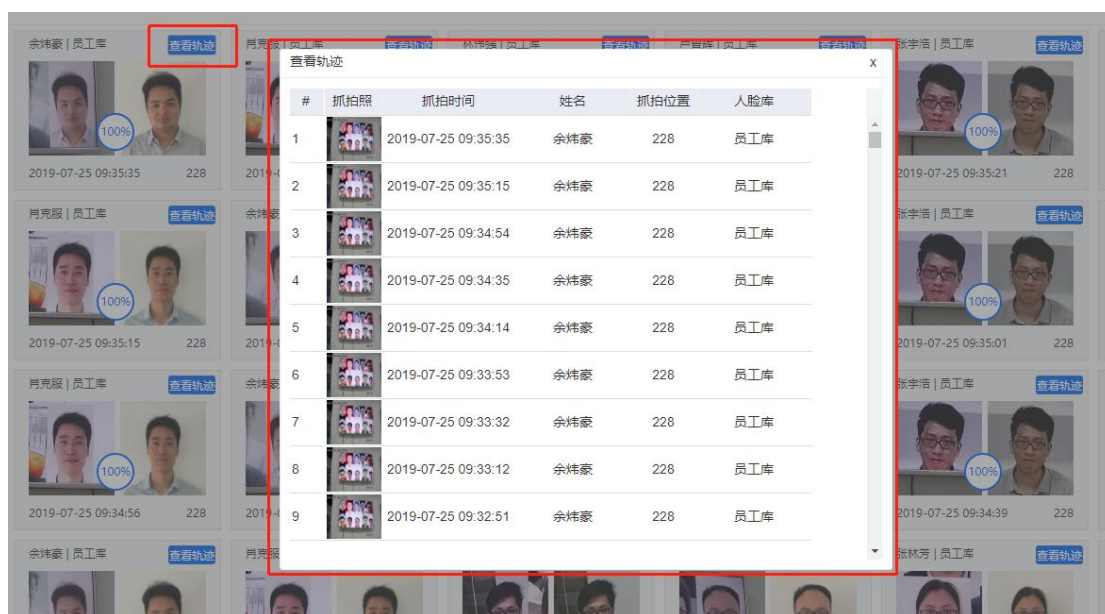 余炜豪 | 员工库 查看轨迹
张宇浩 | 员工库 查看轨迹
查看轨迹 x
# 抓拍照 抓拍时间 姓名 抓拍位置 人脸库
100% 100%
1 2019-07-25 09:35:35 余炜豪 228 员工库
2019-07-25 09:35:35 228
2019-07-25 09:35:21 228
2 2019-07-25 09:35:15 余炜豪 228 员工库
肖克服 | 员工库 查看轨迹
张宇浩 | 员工库 查看轨迹
3 2019-07-25 09:34:54 余炜豪 228 员工库
4 2019-07-25 09:34:35 余炜豪 228 员工库
100% 100%
5 2019-07-25 09:34:14 余炜豪 228 员工库
2019-07-25 09:35:15 228
2019-07-25 09:35:01 228
6 2019-07-25 09:33:53 余炜豪 228 员工库
肖克服 | 员工库 查看轨迹
张宇浩 | 员工库 查看轨迹
7 2019-07-25 09:33:32 余炜豪 228 员工库
8 2019-07-25 09:33:12 余炜豪 228 员工库
100% 100%
9 2019-07-25 09:32:51 余炜豪 228 员工库
2019-07-25 09:34:56 228
2019-07-25 09:34:39 228
余炜豪 | 员工库 查看轨迹
张林芳 | 员工库 查看轨迹